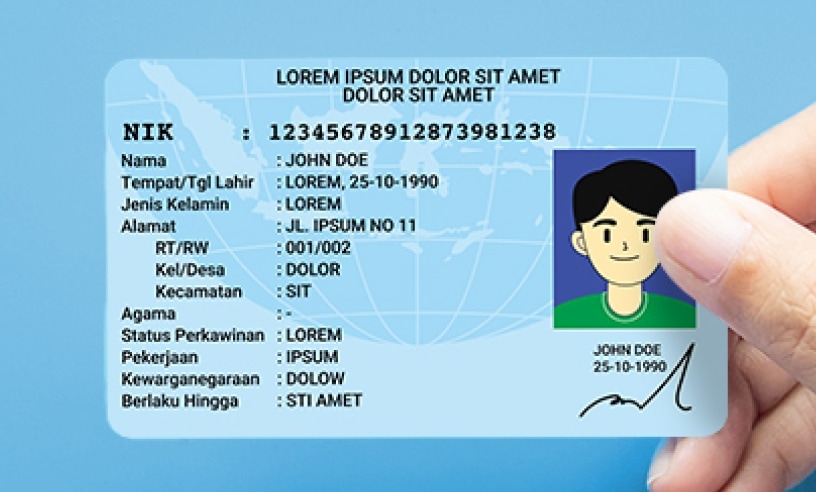 LOREM IPSUM DOLOR SIT AMET
DOLOR SIT AMET
NIK : 12345678912873981238
Nama : JOHN DOE
Tempat/Tgl Lahir : LOREM, 25-10-1990
Jenis Kelamin : LOREM
Alamat : JL. IPSUM NO 11
RT/RW : 001/002
Kel/Desa : DOLOR
Kecamatan : SIT
Agama : -
Status Perkawinan : LOREM
Pekerjaan : IPSUM
Kewarganegaraan : DOLOW
Berlaku Hingga : STI AMET
JOHN DOE
25-10-1990